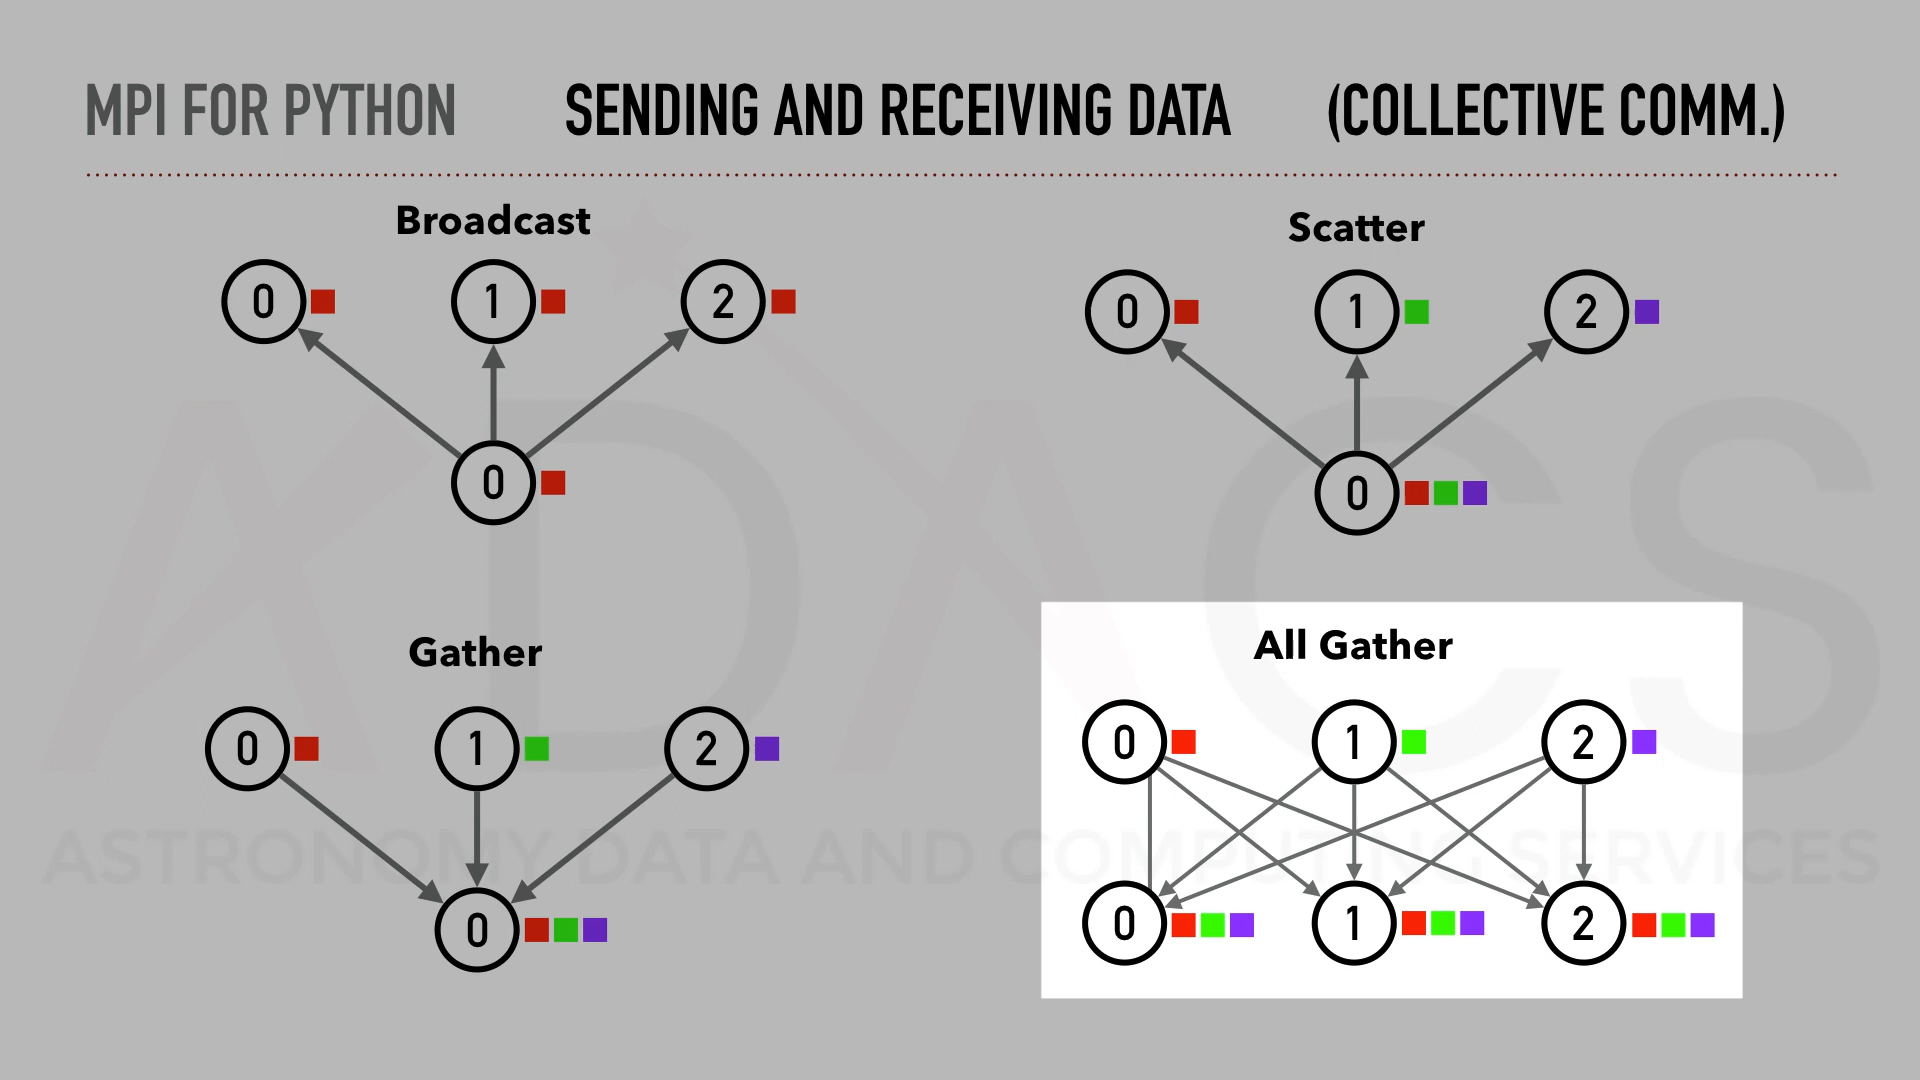 MPI FOR PYTHON SENDING AND RECEIVING DATA (COLLECTIVE COMM.)
Broadcast
0 1 2
0
Scatter
0 1 2
0
Gather
0 1 2
0
All Gather
0 1 2
0 1 2
ADACS
ASTRONOMY DATA AND COMPUTING SERVICES